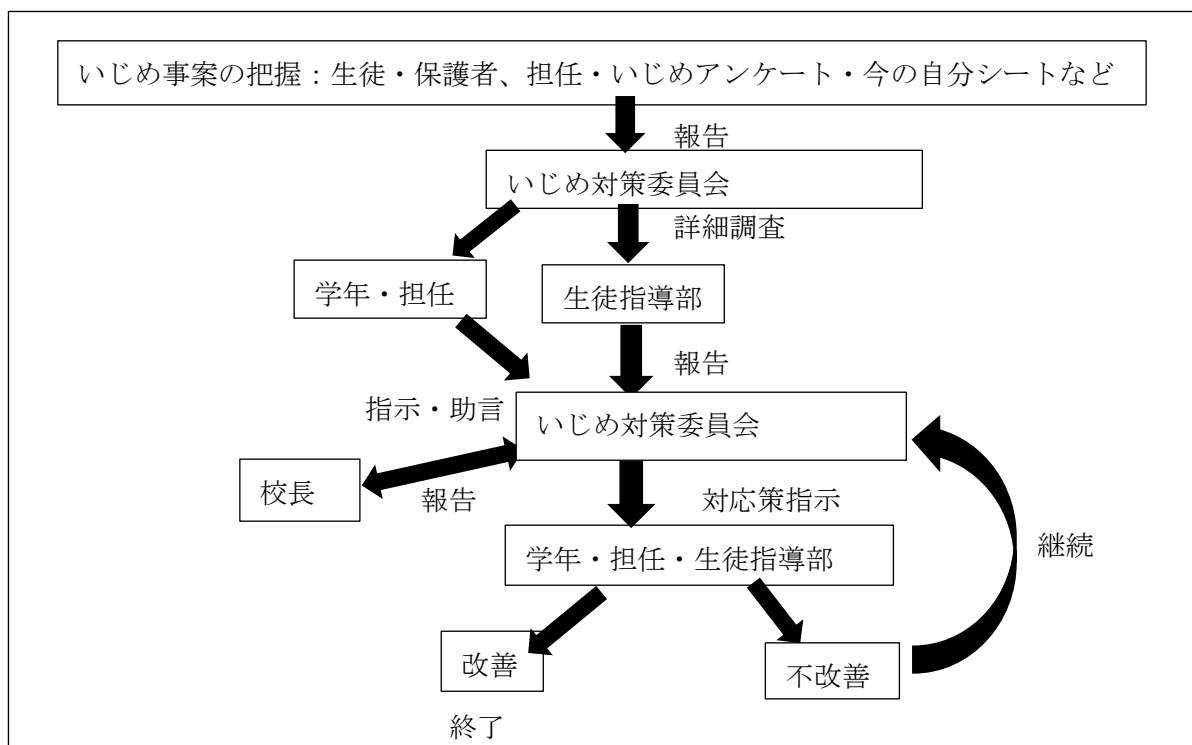 いじめ事案の把握：生徒・保護者、担任・いじめアンケート・今の自分シートなど
報告
いじめ対策委員会
詳細調査
学年・担任
生徒指導部
報告
指示・助言
いじめ対策委員会
校長
報告
対応策指示
学年・担任・生徒指導部
継続
改善
不改善
終了